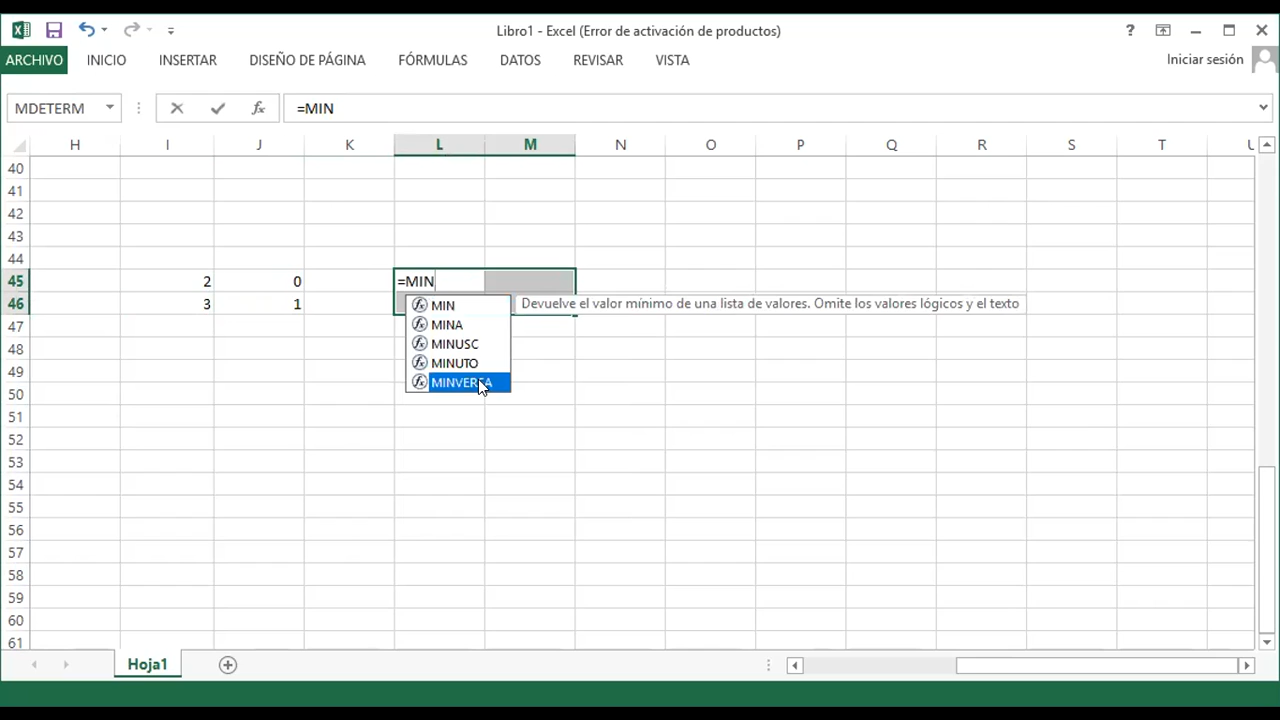 Libro1 - Excel (Error de activación de productos)
?
ARCHIVO INICIO INSERTAR DISEÑO DE PÁGINA FÓRMULAS DATOS REVISAR VISTA Iniciar sesión
MDETERM fx =MIN
H I J K L M N O P Q R S T U
40
41
42
43
44
45 2 0 =MIN
46 3 1
MIN Devuelve el valor mínimo de una lista de valores. Omite los valores lógicos y el texto
MINA
MINUSC
MINUTO
MINVERSA
47
48
49
50
51
52
53
54
55
56
57
58
59
60
61
Hoja1